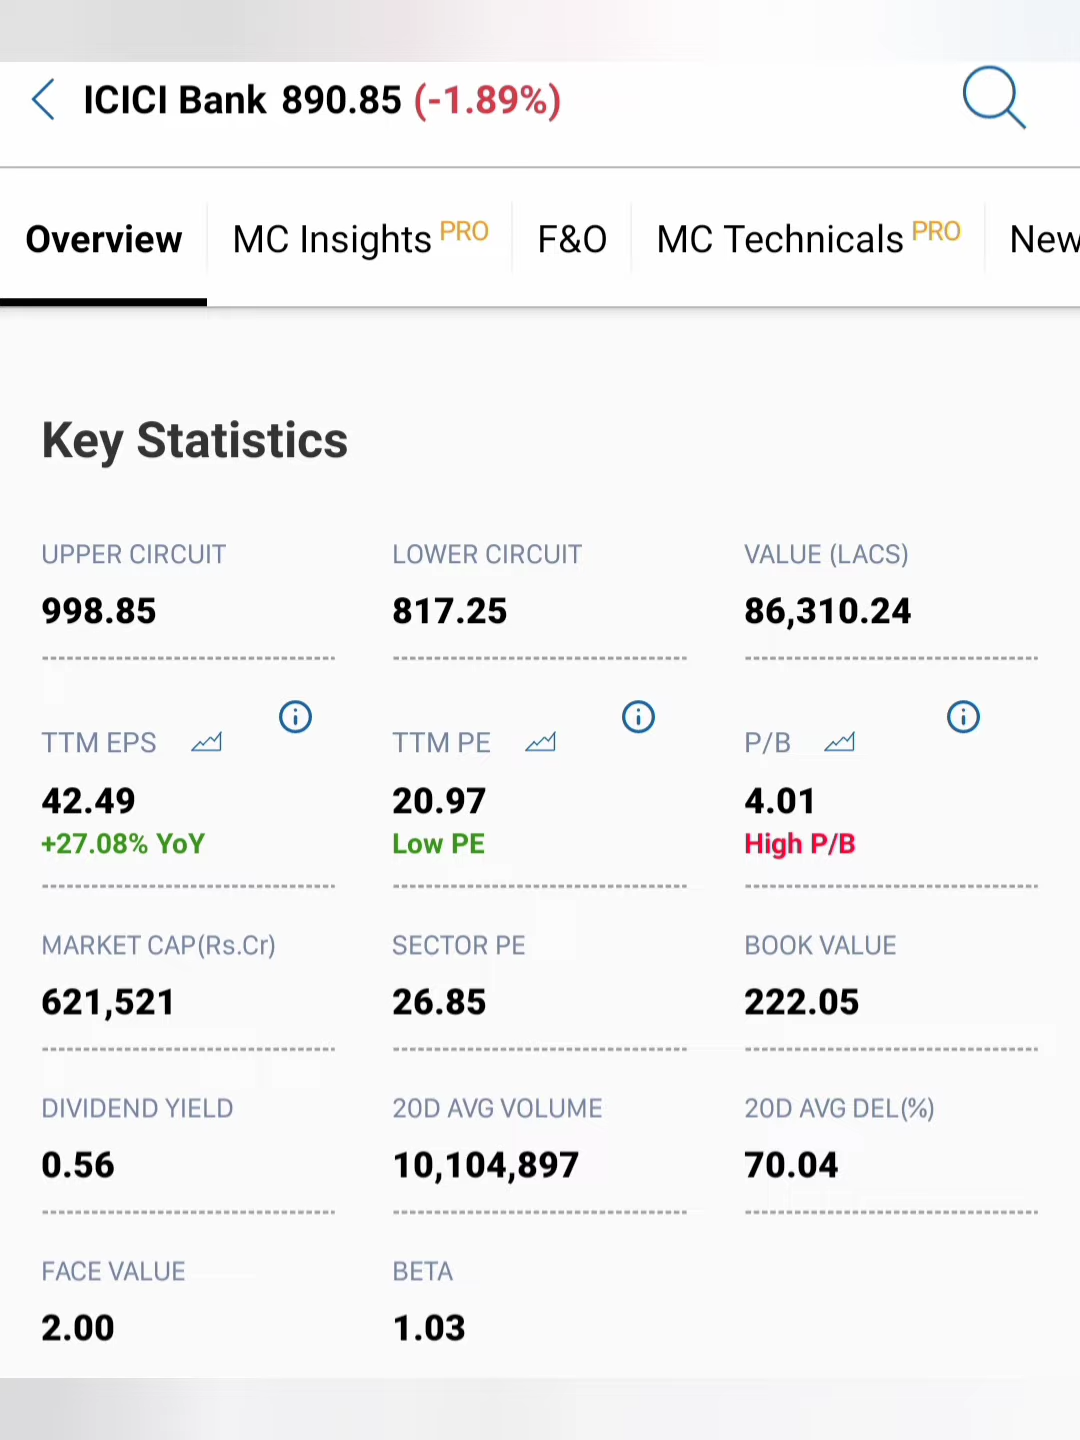 ICICI Bank 890.85 (-1.89%)
Overview MC Insights PRO F&O MC Technicals PRO New
Key Statistics
UPPER CIRCUIT LOWER CIRCUIT VALUE (LACS)
998.85 817.25 86,310.24
TTM EPS TTM PE P/B
42.49 20.97 4.01
+27.08% YoY Low PE High P/B
MARKET CAP(Rs.Cr) SECTOR PE BOOK VALUE
621,521 26.85 222.05
DIVIDEND YIELD 20D AVG VOLUME 20D AVG DEL(%)
0.56 10,104,897 70.04
FACE VALUE BETA
2.00 1.03